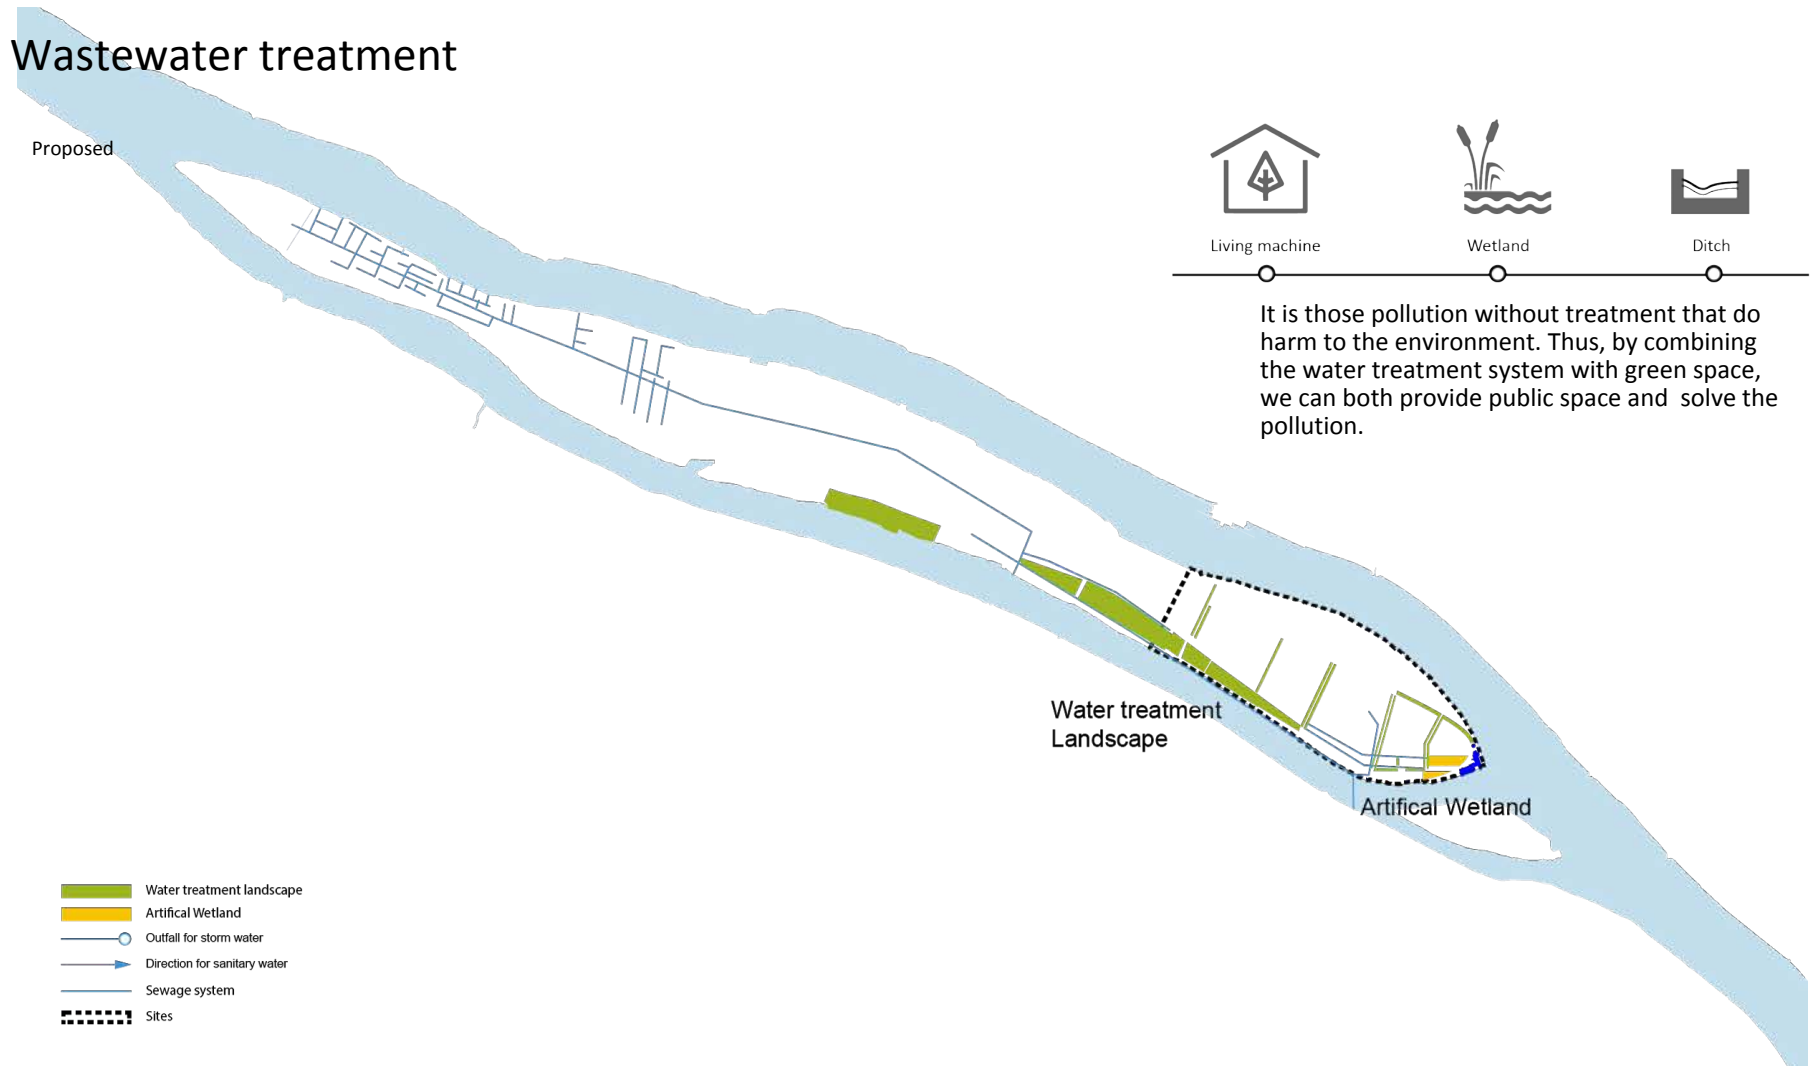 Wastewater treatment
Proposed
Living machine
Wetland
Ditch
It is those pollution without treatment that do
harm to the environment. Thus, by combining
the water treatment system with green space,
we can both provide public space and  solve the
pollution.
Water treatment
Landscape
Artifical Wetland
Water treatment landscape
Artifical Wetland
Outfall for storm water
Direction for sanitary water
Sewage system
Sites